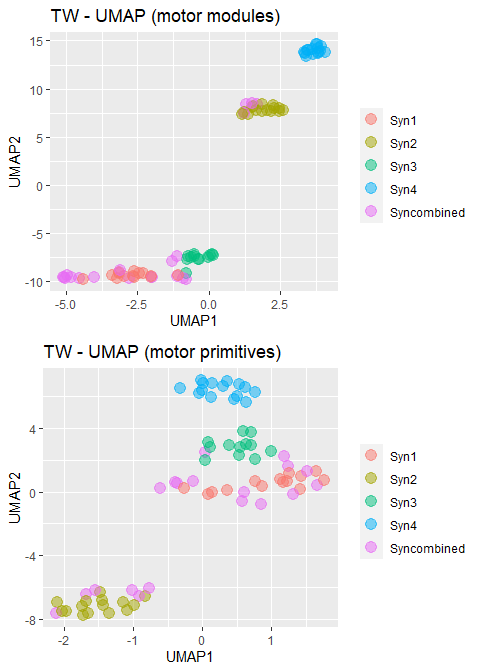 TW - UMAP (motor modules)
15
10
5
0
-5
-10
UMAP2
-5.0
-2.5
0.0
2.5
UMAP1
Syn1
Syn2
Syn3
Syn4
Syncombined
TW - UMAP (motor primitives)
4
0
-4
-8
UMAP2
-2
-1
0
1
UMAP1
Syn1
Syn2
Syn3
Syn4
Syncombined